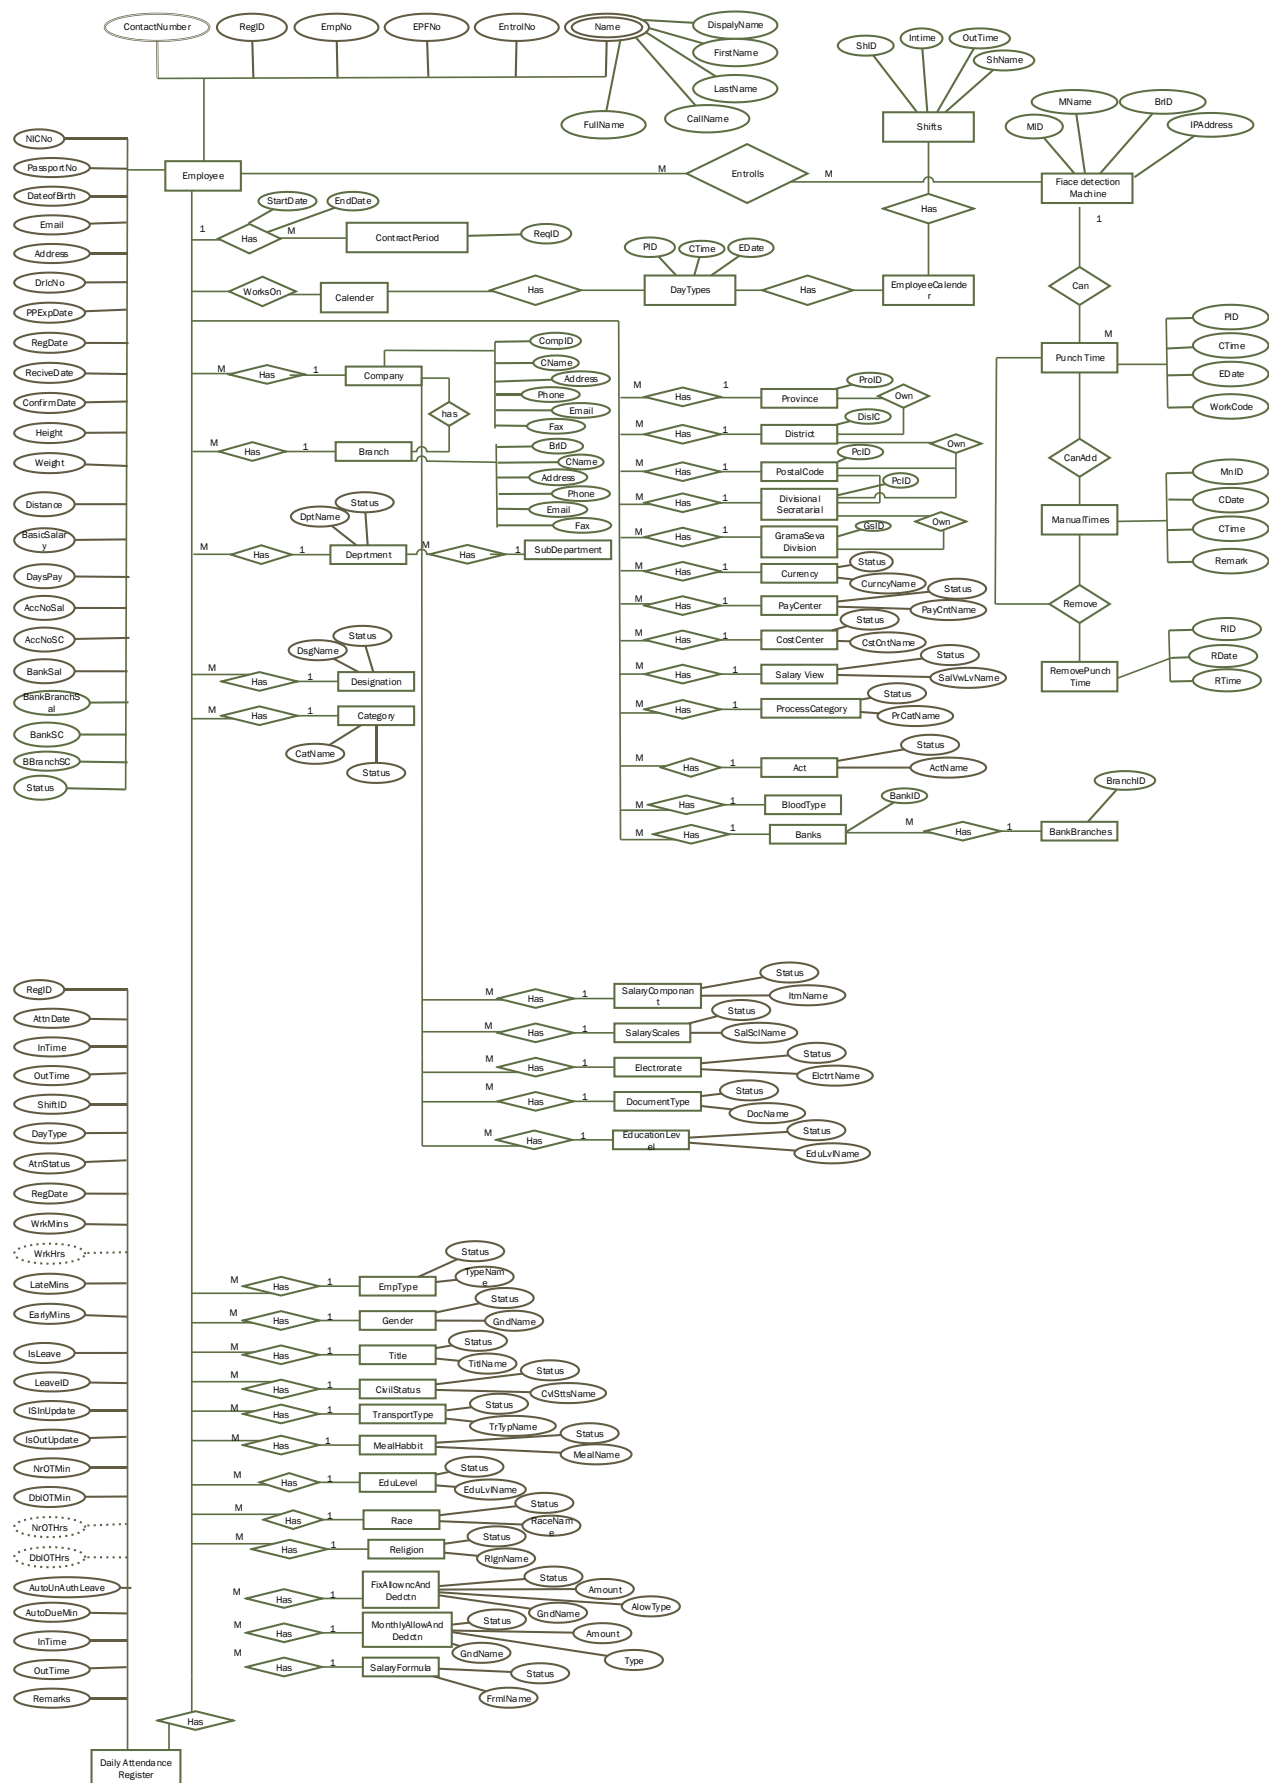 ContactNumber
RegID
EmpNo
EPFNo
EntrolNo
Name
DispalyName
FirstName
LastName
CallName
FullName
ShID
Intime
OutTime
ShName
Shifts
MID
MName
BrID
IPAddress
NICNo
PassportNo
DateofBirth
Email
Address
DrlcNo
PPExpDate
RegDate
ReciveDate
ConfirmDate
Height
Weight
Distance
BasicSalar
y
DaysPay
AccNoSal
AccNoSC
BankSal
BankBranchS
al
BankSC
BBranchSC
Status
Employee
M
Entrolls
M
Fiace detection
Machine
1
Has
StartDate
EndDate
1
Has
M
ContractPeriod
ReqID
WorksOn
Calender
Has
PID
CTime
EDate
DayTypes
Has
EmployeeCalende
r
Can
M
Punch Time
PID
CTime
EDate
WorkCode
CanAdd
ManualTimes
MnID
CDate
CTime
Remark
Remove
RemovePunch
Time
RID
RDate
RTime
M
Has
1
Company
CompID
CName
Address
Phone
Email
Fax
has
M
Has
1
Branch
BrID
CName
Address
Phone
Email
Fax
M
Has
1
Deprtment
DptName
Status
M
Has
1
SubDepartment
M
Has
1
Designation
DsgName
Status
M
Has
1
Category
CatName
Status
M
Has
1
Province
ProID
Own
M
Has
1
District
DisIC
Own
M
Has
1
PostalCode
PcID
M
Has
1
Divisional
Secratarial
PcID
M
Has
1
GramaSeva
Division
GsID
Own
M
Has
1
Currency
Status
CurncyName
M
Has
1
PayCenter
Status
PayCntName
M
Has
1
CostCenter
Status
CstCntName
M
Has
1
Salary View
Status
SalVwLvName
M
Has
1
ProcessCategory
Status
PrCatName
M
Has
1
Act
Status
ActName
M
Has
1
BloodType
M
Has
1
Banks
BankID
M
Has
1
BankBranches
BranchID
RegID
AttnDate
InTime
OutTime
ShiftID
DayType
AtnStatus
RegDate
WrkMins
WrkHrs
LateMins
EarlyMins
IsLeave
LeaveID
ISInUpdate
IsOutUpdate
NrOTMin
DblOTMin
NrOTHrs
DblOTHrs
AutoUnAuthLeave
AutoDueMin
InTime
OutTime
Remarks
M
Has
1
SalaryComponan
t
Status
ItmName
M
Has
1
SalaryScales
Status
SalSclName
M
Has
1
Electrorate
Status
ElctrtName
M
Has
1
DocumentType
Status
DocName
M
Has
1
EducationLev
el
Status
EduLvlName
M
Has
1
EmpType
Status
TypeNam
e
M
Has
1
Gender
Status
GndName
M
Has
1
Title
Status
TitlName
M
Has
1
CivilStatus
Status
CvlSttsName
M
Has
1
TransportType
Status
TrTypName
M
Has
1
MealHabbit
Status
MealName
M
Has
1
EduLevel
Status
EduLvlName
M
Has
1
Race
Status
RaceNam
e
M
Has
1
Religion
Status
RlgnName
M
Has
1
FixAllowncAnd
Dedctn
Status
Amount
AlowType
GndName
M
Has
1
MonthlyAllowAnd
Dedctn
Status
Amount
Type
GndName
M
Has
1
SalaryFormula
Status
FrmlName
Has
Daily Attendance
Register